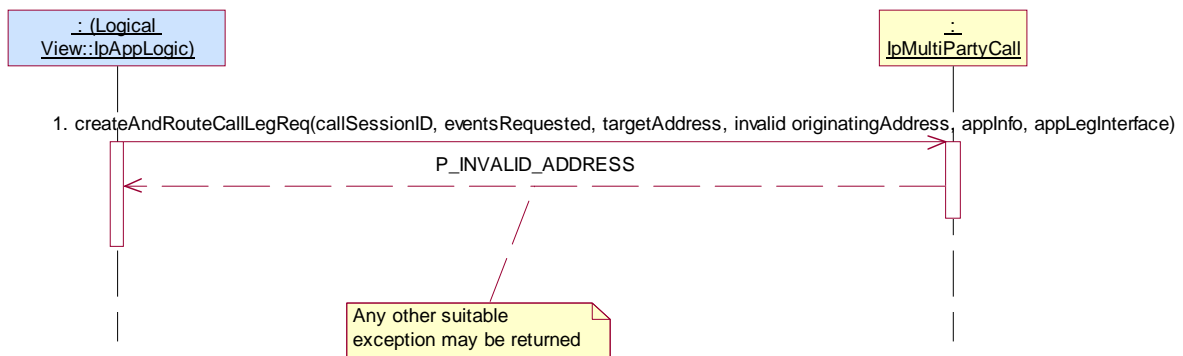 : (Logical
View::IpAppLogic)
:
IpMultiPartyCall
1. createAndRouteCallLegReq(callSessionID, eventsRequested, targetAddress, invalid originatingAddress, appInfo, appLegInterface)
P_INVALID_ADDRESS
Any other suitable
exception may be returned